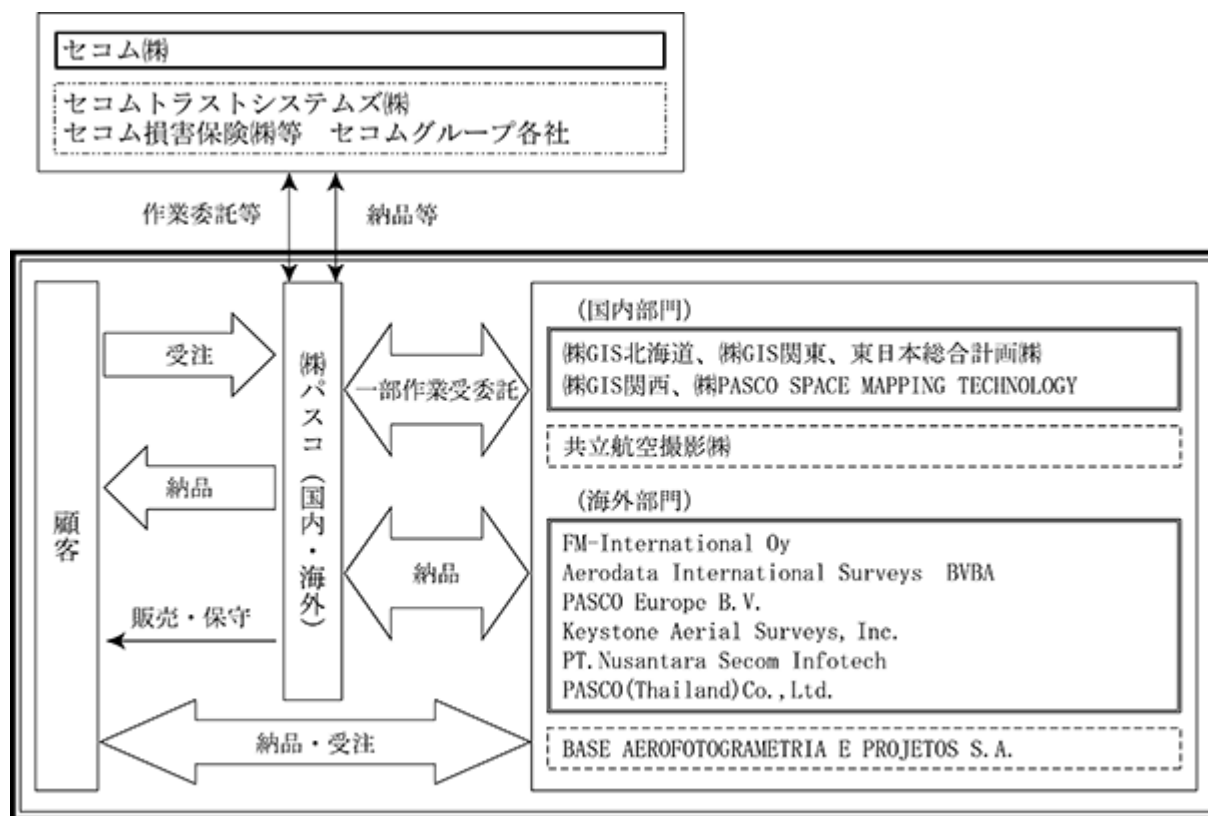 セコム㈱
セコムトラストシステムズ㈱
セコム損害保険㈱等　セコムグループ各社
作業委託等
納品等
顧客
受注
納品
販売・保守
納品・受注
㈱パスコ（国内・海外）
一部作業受委託
納品
(国内部門)
㈱GIS北海道、㈱GIS関東、東日本総合計画㈱
㈱GIS関西、㈱PASCO SPACE MAPPING TECHNOLOGY
共立航空撮影㈱
(海外部門)
FM-International Oy
Aerodata International Surveys　BVBA
PASCO Europe B.V.
Keystone Aerial Surveys, Inc.
PT.Nusantara Secom Infotech
PASCO(Thailand)Co.,Ltd.
BASE AEROFOTOGRAMETRIA E PROJETOS S.A.